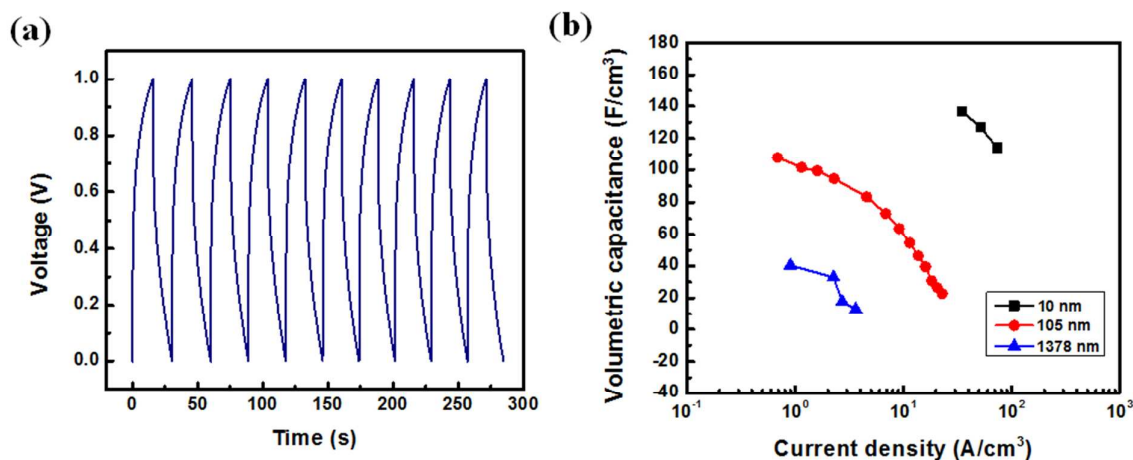 (a)
Voltage (V)
1.0
0.8
0.6
0.4
0.2
0.0
0 50 100 150 200 250 300
Time (s)
(b)
Volumetric capacitance (F/cm³)
180
160
140
120
100
80
60
40
20
0
-20
-40
10⁻¹ 10⁰ 10¹ 10² 10³
Current density (A/cm³)
10 nm
105 nm
1378 nm